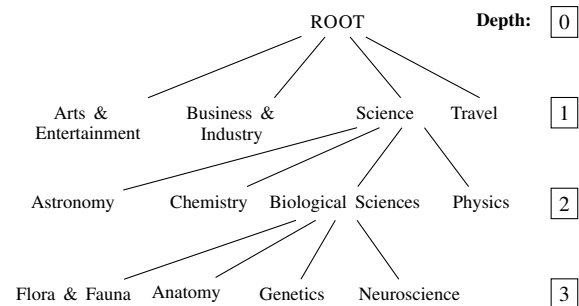 ROOT Depth: 0
Arts & Business & Science Travel 1
Entertainment Industry
Astronomy Chemistry Biological Sciences Physics 2
Flora & Fauna Anatomy Genetics Neuroscience 3